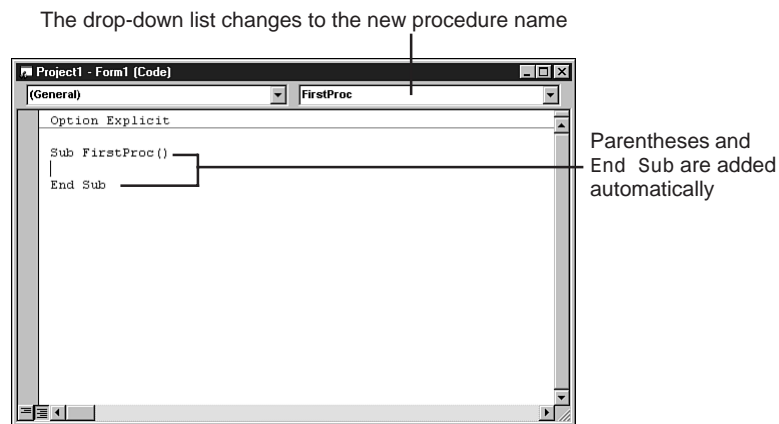 The drop-down list changes to the new procedure name
Project1 - Form1 (Code)
(General)
FirstProc
Option Explicit
Sub FirstProc()
End Sub
Parentheses and
End Sub are added
automatically